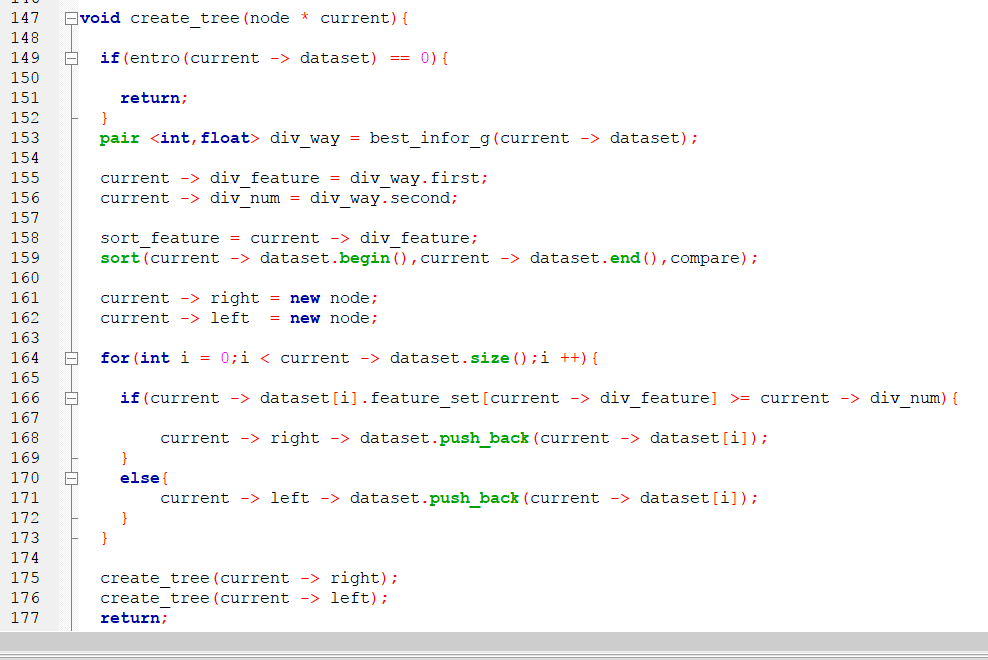 147 void create_tree(node * current){
148
149 if(entro(current -> dataset) == 0){
150
151 return;
152 }
153 pair <int,float> div_way = best_infor_g(current -> dataset);
154
155 current -> div_feature = div_way.first;
156 current -> div_num = div_way.second;
157
158 sort_feature = current -> div_feature;
159 sort(current -> dataset.begin(),current -> dataset.end(),compare);
160
161 current -> right = new node;
162 current -> left  = new node;
163
164 for(int i = 0;i < current -> dataset.size();i ++){
165
166 if(current -> dataset[i].feature_set[current -> div_feature] >= current -> div_num){
167
168 current -> right -> dataset.push_back(current -> dataset[i]);
169 }
170 else{
171 current -> left -> dataset.push_back(current -> dataset[i]);
172 }
173 }
174
175 create_tree(current -> right);
176 create_tree(current -> left);
177 return;